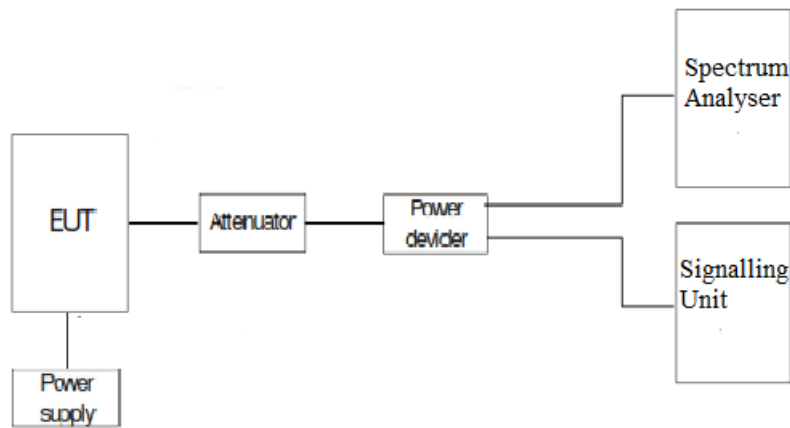 EUT
Attenuator
Power
devider
Spectrum
Analyser
Signalling
Unit
Power
supply